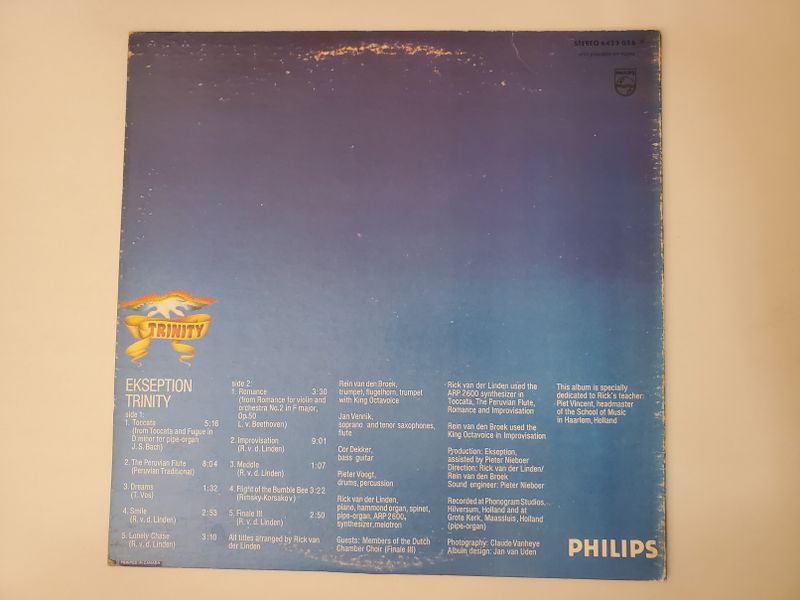 STEREO 6423 056
PHILIPS
TRINITY
EKSEPTION
TRINITY
side 1:
1. Toccata 5:16
(from Toccata and Fugue in
D minor for pipe-organ
J.S. Bach)
2. The Peruvian Flute 8:04
(Peruvian Traditional)
3. Dreams 1:32
(T. Vos)
4. Smile 2:53
(R. v. d. Linden)
5. Lonely Chase 3:10
(R. v. d. Linden)
side 2:
1. Romance 3:30
(from Romance for violin and
orchestra No.2 in F major,
Op.50
L. v. Beethoven)
2. Improvisation 9:01
(R. v. d. Linden)
3. Meddle 1:07
(R. v. d. Linden)
4. Flight of the Bumble Bee 3:22
(Rimsky-Korsakov)
5. Finale III 2:50
(R. v. d. Linden)
All titles arranged by Rick van
der Linden
Rein van den Broek,
trumpet, flugelhorn, trumpet
with King Octavoice
Jan Vennik,
soprano and tenor saxophones,
flute
Cor Dekker,
bass guitar
Pieter Voogt,
drums, percussion
Rick van der Linden,
piano, hammond organ, spinet,
pipe-organ, ARP 2600,
synthesizer, melotron
Guests: Members of the Dutch
Chamber Choir (Finale III)
Rick van der Linden used the
ARP 2600 synthesizer in
Toccata, The Peruvian Flute,
Romance and Improvisation
Rein van den Broek used the
King Octavoice in Improvisation
Production: Ekseption,
assisted by Pieter Nieboer
Direction: Rick van der Linden/
Rein van den Broek
Sound engineer: Pieter Nieboer
Recorded at Phonogram Studios,
Hilversum, Holland and at
Grote Kerk, Maassluis, Holland
(pipe-organ)
Photography: Claude Vanheye
Album design: Jan van Uden
This album is specially
dedicated to Rick's teacher:
Piet Vincent, headmaster
of the School of Music
in Haarlem, Holland
PHILIPS
PRINTED IN CANADA